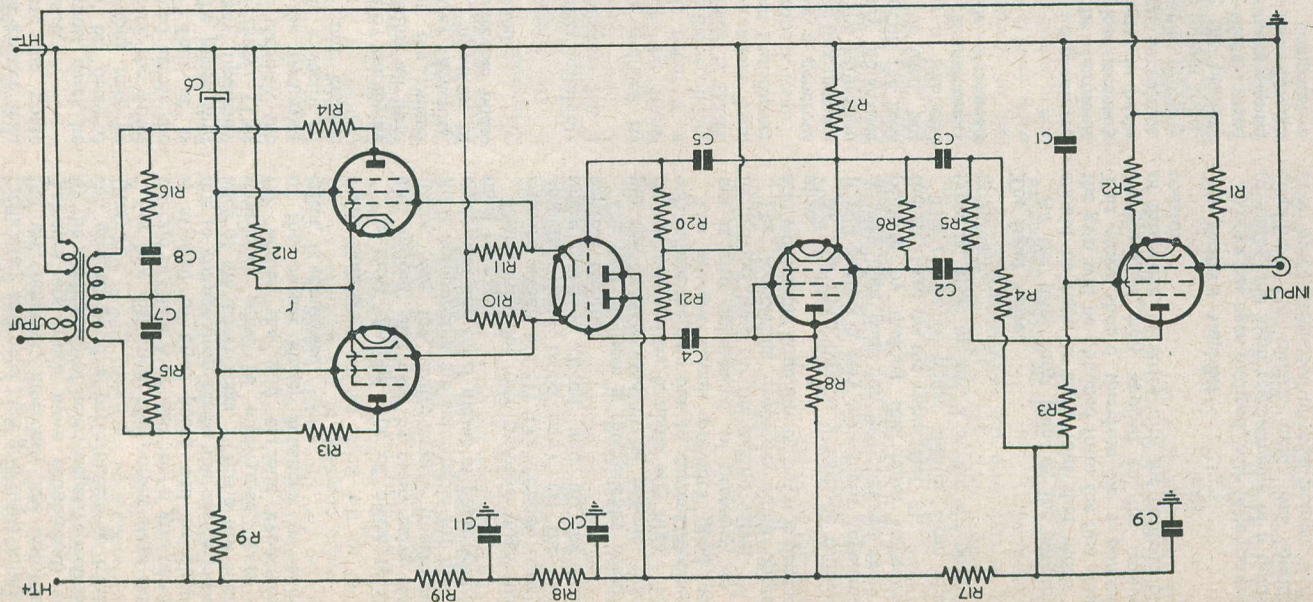 HT+
R17
R18
R19
C9
C10
C11
R9
R13
R3
R8
R15
INPUT
R4
C2
C4
R21
R10
C7
OUTPUT
R5
R6
R20
R11
R12
C8
R1
R2
C3
C5
R16
C1
R7
R14
C6
HT-